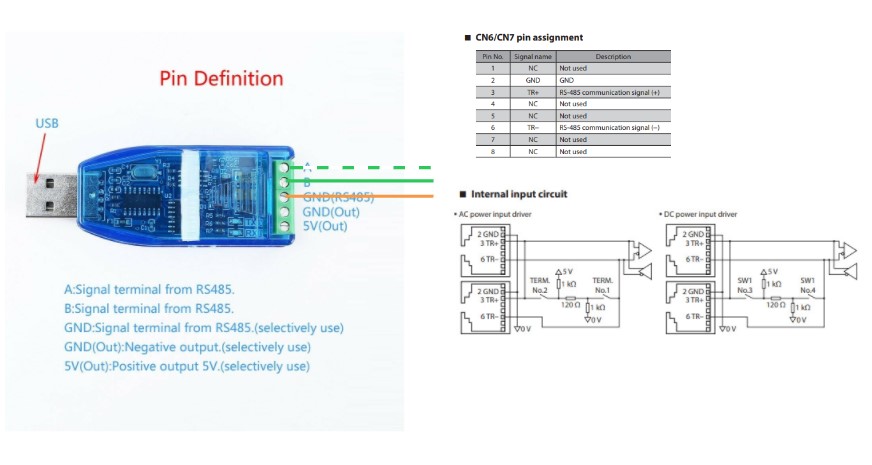 Pin Definition
USB
A
B
GND(RS485)
GND(Out)
5V(Out)
A:Signal terminal from RS485.
B:Signal terminal from RS485.
GND:Signal terminal from RS485.(selectively use)
GND(Out):Negative output.(selectively use)
5V(Out):Positive output 5V.(selectively use)
■ CN6/CN7 pin assignment
Pin No. Signal name Description
1 NC Not used
2 GND GND
3 TR+ RS-485 communication signal (+)
4 NC Not used
5 NC Not used
6 TR− RS-485 communication signal (−)
7 NC Not used
8 NC Not used
■ Internal input circuit
• AC power input driver
2 GND
3 TR+
6 TR−
2 GND
3 TR+
6 TR−
5 V
TERM.
No.2
1 kΩ
TERM.
No.1
120 Ω
1 kΩ
0 V
0 V
• DC power input driver
2 GND
3 TR+
6 TR−
2 GND
3 TR+
6 TR−
5 V
SW1
No.3
1 kΩ
SW1
No.4
120 Ω
1 kΩ
0 V
0 V